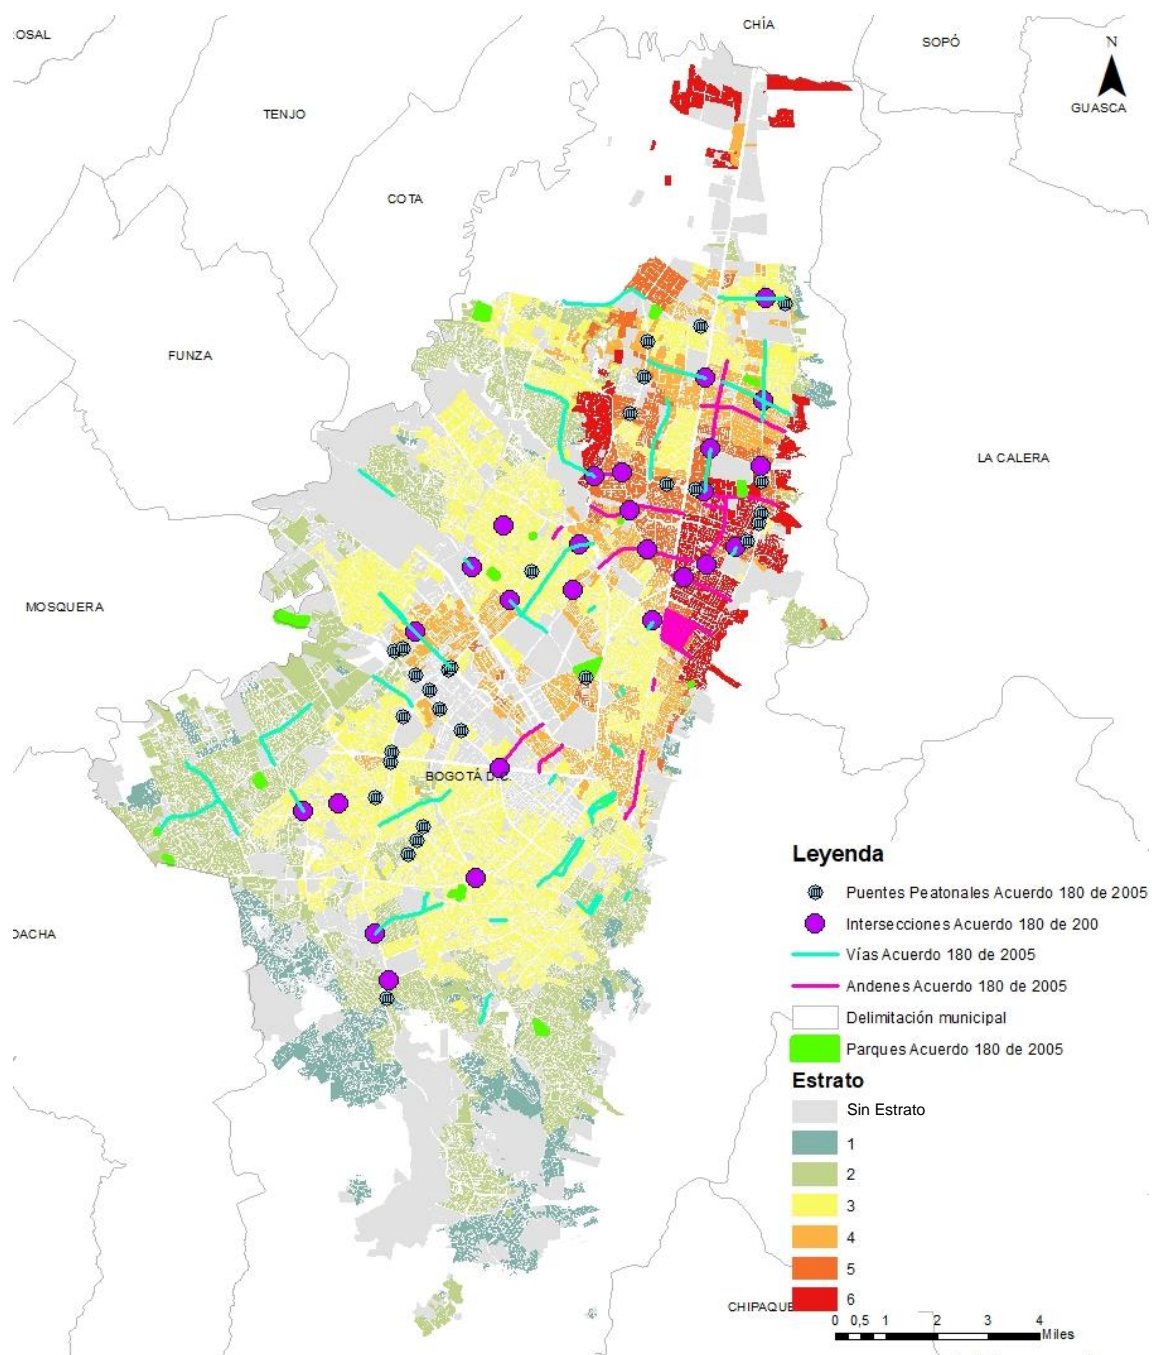 OSAL
CHÍA
SOPÓ
N
GUASCA
TENJO
COTA
FUNZA
LA CALERA
MOSQUERA
BOGOTÁ D.C.
OACHA
CHIPAQUE
Leyenda
Puentes Peatonales Acuerdo 180 de 2005
Intersecciones Acuerdo 180 de 200
Vías Acuerdo 180 de 2005
Andenes Acuerdo 180 de 2005
Delimitación municipal
Parques Acuerdo 180 de 2005
Estrato
Sin Estrato
1
2
3
4
5
6
0 0,5 1 2 3 4
Miles